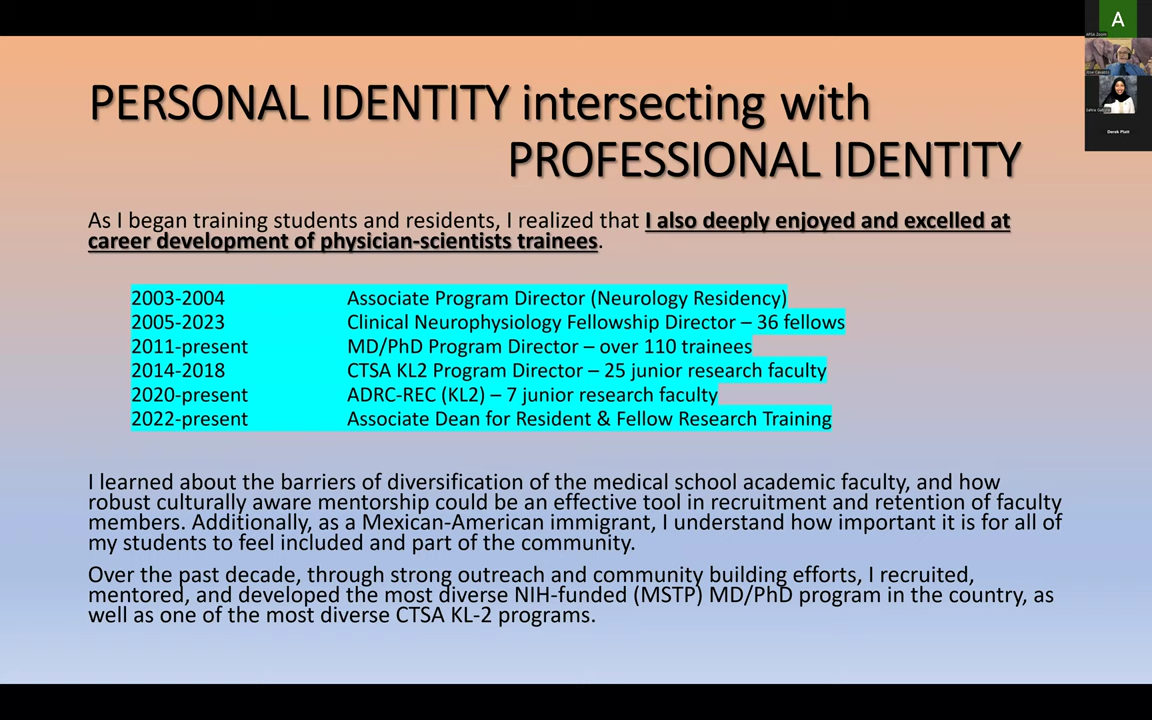 PERSONAL IDENTITY intersecting with
PROFESSIONAL IDENTITY
As I began training students and residents, I realized that I also deeply enjoyed and excelled at
career development of physician-scientists trainees.
2003-2004 Associate Program Director (Neurology Residency)
2005-2023 Clinical Neurophysiology Fellowship Director – 36 fellows
2011-present MD/PhD Program Director – over 110 trainees
2014-2018 CTSA KL2 Program Director – 25 junior research faculty
2020-present ADRC-REC (KL2) – 7 junior research faculty
2022-present Associate Dean for Resident & Fellow Research Training
I learned about the barriers of diversification of the medical school academic faculty, and how
robust culturally aware mentorship could be an effective tool in recruitment and retention of faculty
members. Additionally, as a Mexican-American immigrant, I understand how important it is for all of
my students to feel included and part of the community.
Over the past decade, through strong outreach and community building efforts, I recruited,
mentored, and developed the most diverse NIH-funded (MSTP) MD/PhD program in the country, as
well as one of the most diverse CTSA KL-2 programs.
A
APSA Zoom
Derek Platt